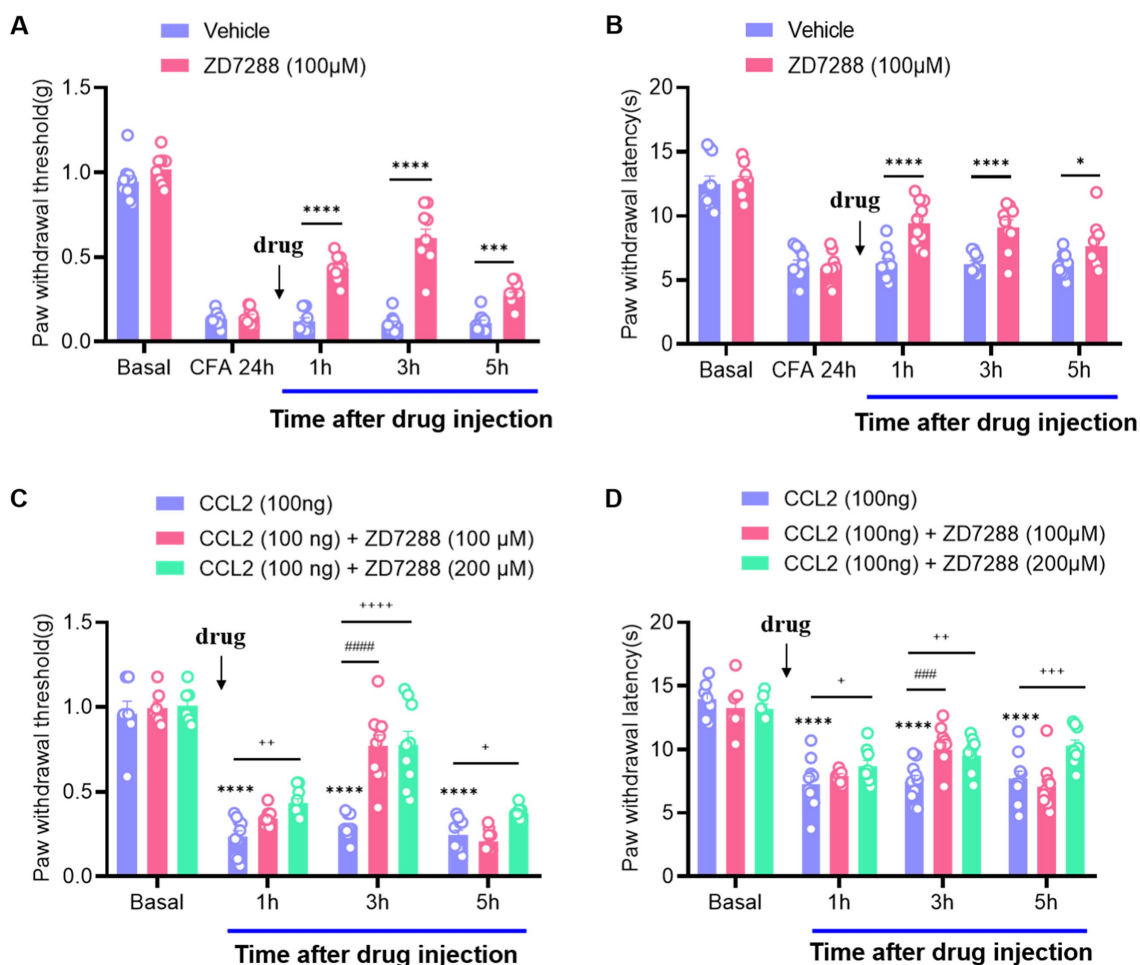 A
Vehicle
ZD7288 (100μM)
Paw withdrawal threshold(g)
1.5
1.0
0.5
0.0
drug
****
****
***
Basal
CFA 24h
1h
3h
5h
Time after drug injection
B
Vehicle
ZD7288 (100μM)
Paw withdrawal latency(s)
20
15
10
5
0
drug
****
****
*
Basal
CFA 24h
1h
3h
5h
Time after drug injection
C
CCL2 (100ng)
CCL2 (100 ng) + ZD7288 (100 μM)
CCL2 (100 ng) + ZD7288 (200 μM)
Paw withdrawal threshold(g)
1.5
1.0
0.5
0.0
drug
++++
####
++
+
****
****
****
Basal
1h
3h
5h
Time after drug injection
D
CCL2 (100ng)
CCL2 (100ng) + ZD7288 (100μM)
CCL2 (100ng) + ZD7288 (200μM)
Paw withdrawal latency(s)
20
15
10
5
0
drug
++
###
+
+++
****
****
****
Basal
1h
3h
5h
Time after drug injection